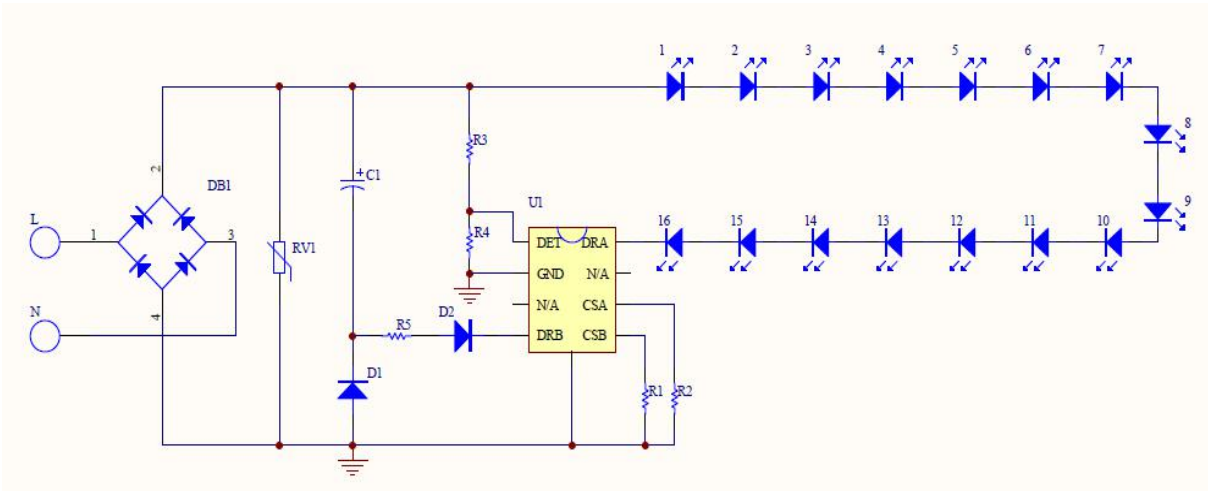 1 2 3 4 5 6 7
8
9
16 15 14 13 12 11 10
L
N
1
2
3
4
DB1
RV1
C1
R3
R4
U1
DET DRA
GND N/A
N/A CSA
DRB CSB
D2
R5
D1
R1 R2
+